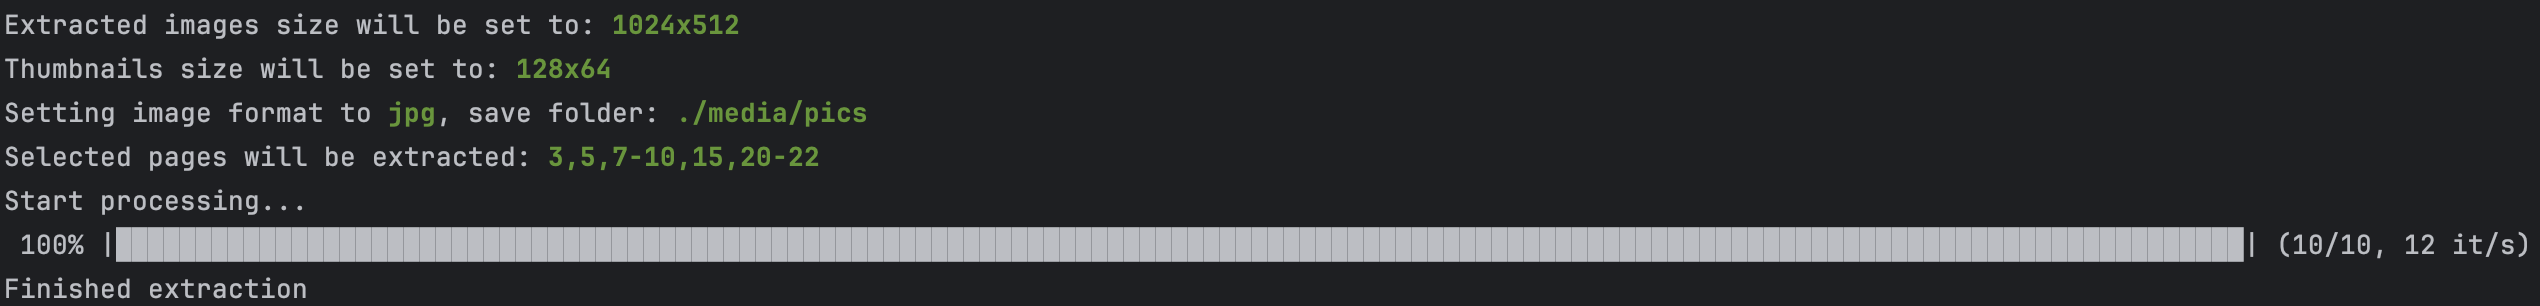 Extracted images size will be set to: 1024x512
Thumbnails size will be set to: 128x64
Setting image format to jpg, save folder: ./media/pics
Selected pages will be extracted: 3,5,7-10,15,20-22
Start processing...
100% |██████████████████████████████████████████████████| (10/10, 12 it/s)
Finished extraction